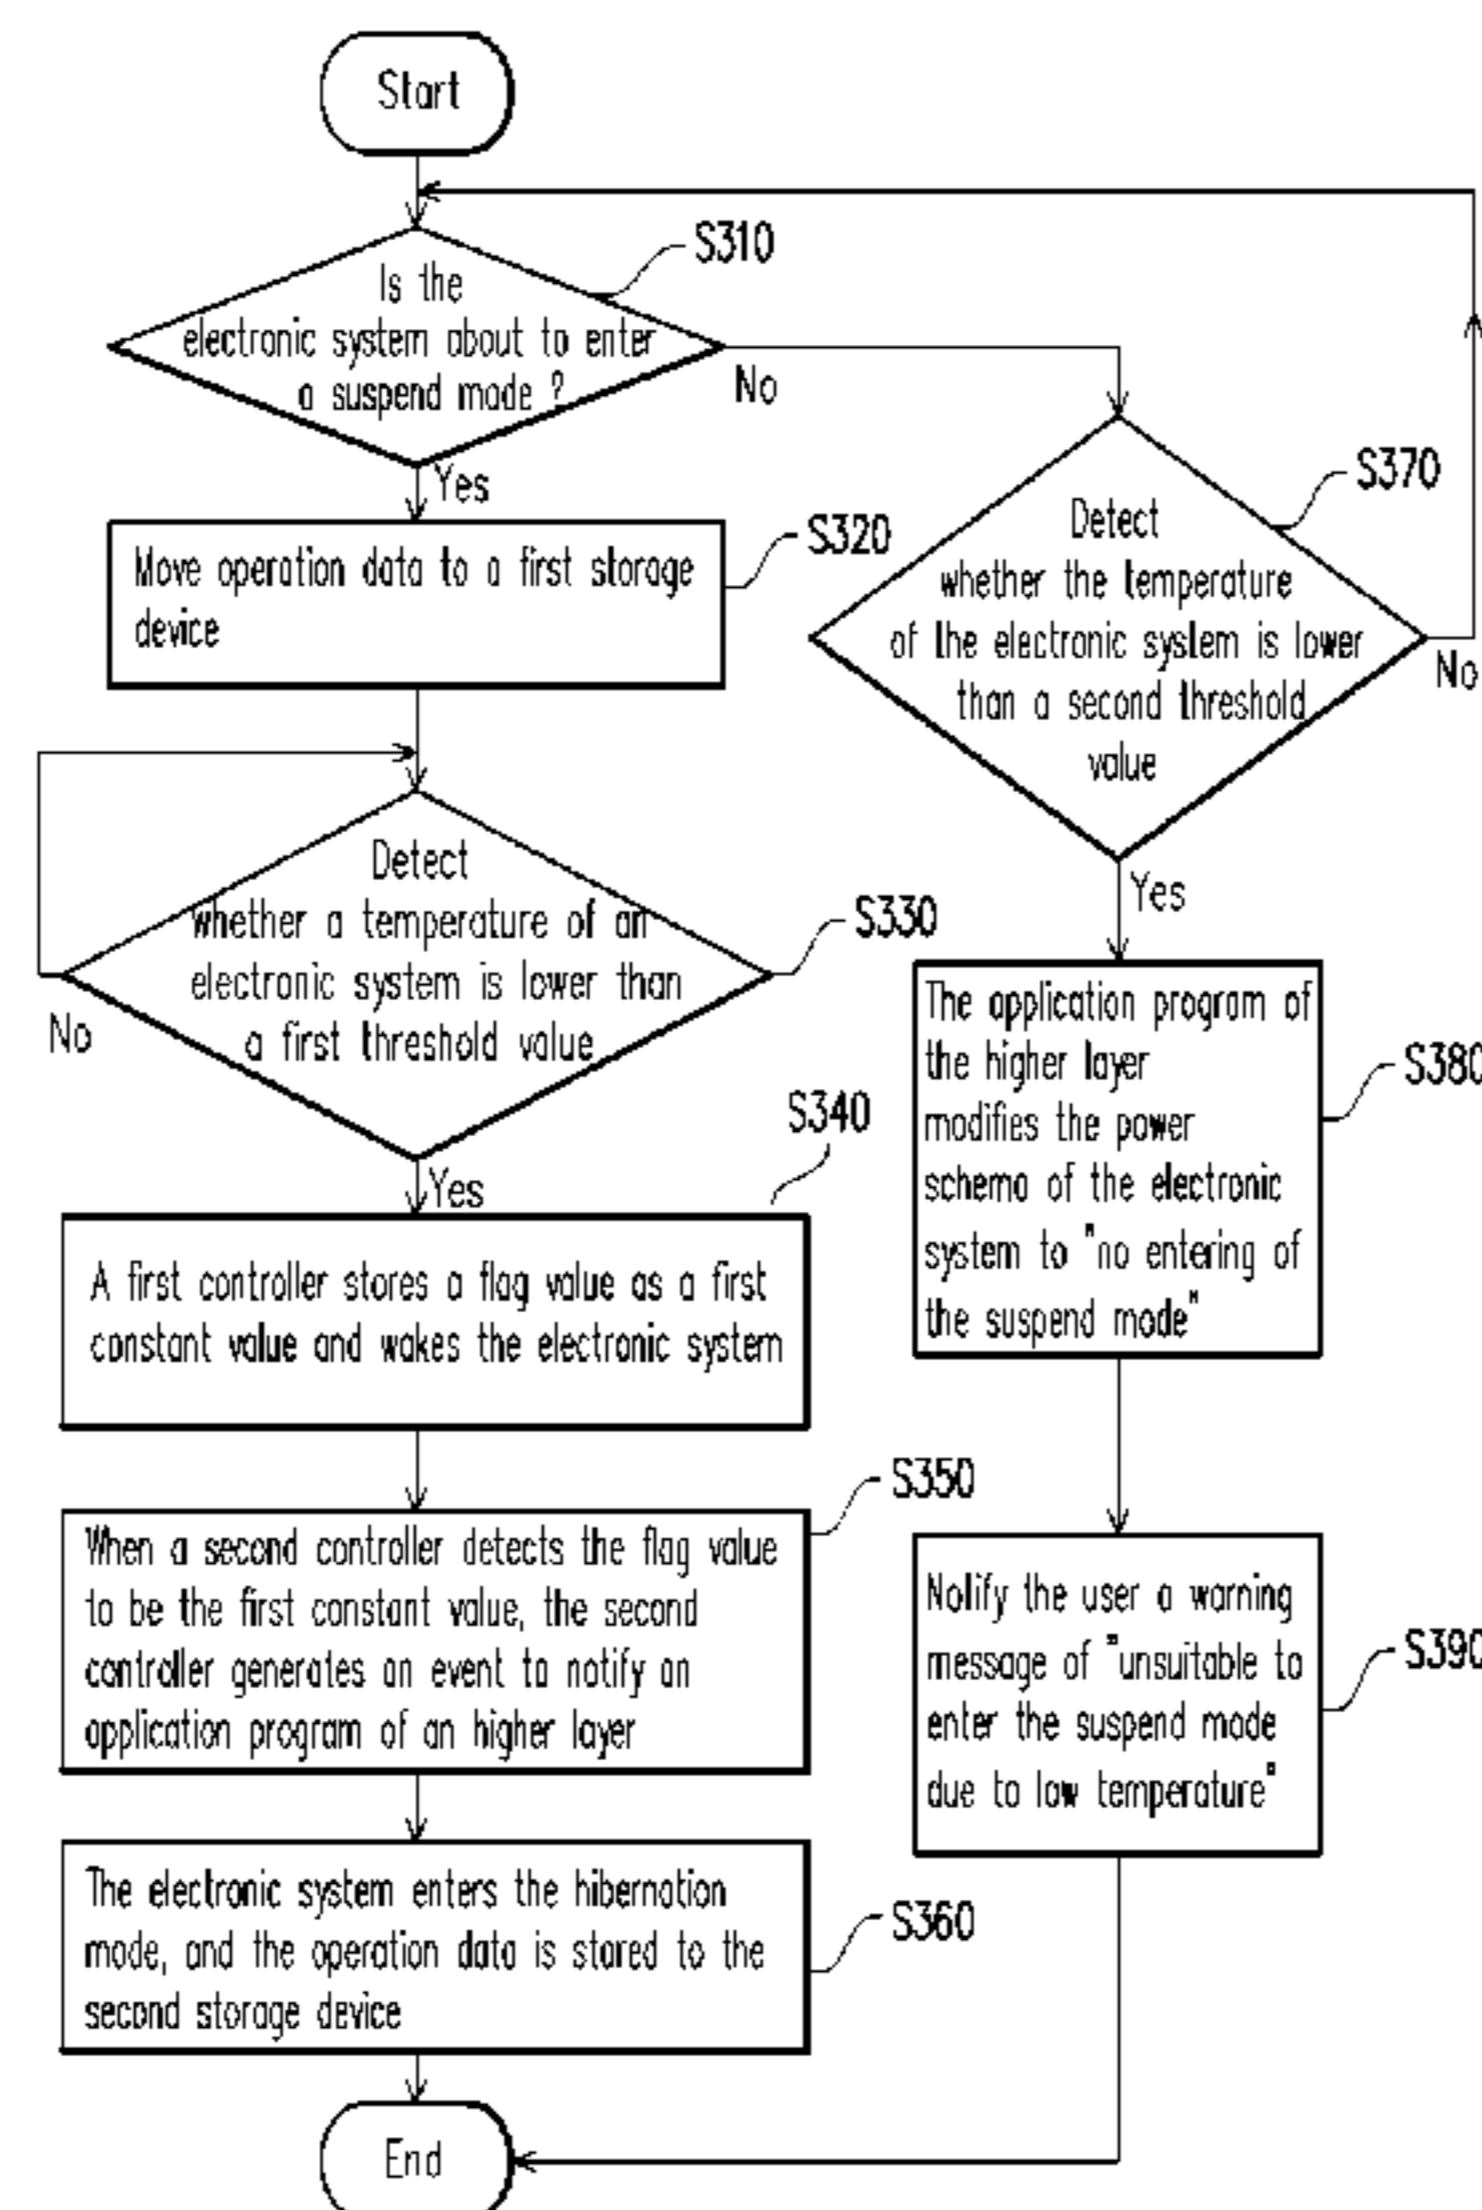 Start
S310
Is the
electronic system about to enter
a suspend mode ?
No
Yes
S320
Move operation data to a first storage
device
S370
Detect
whether the temperature
of the electronic system is lower
than a second threshold
value
No
Yes
Detect
whether a temperature of an
electronic system is lower than
a first threshold value
S330
No
Yes
S340
A first controller stores a flag value as a first
constant value and wakes the electronic system
The application program of
the higher layer
modifies the power
schema of the electronic
system to "no entering of
the suspend mode"
S380
S350
When a second controller detects the flag value
to be the first constant value, the second
controller generates an event to notify an
application program of an higher layer
Notify the user a warning
message of "unsuitable to
enter the suspend mode
due to low temperature"
S390
The electronic system enters the hibernation
mode, and the operation data is stored to the
second storage device
S360
End